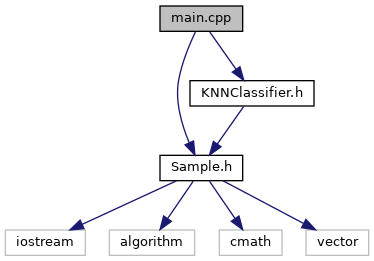 main.cpp
KNNClassifier.h
Sample.h
iostream
algorithm
cmath
vector